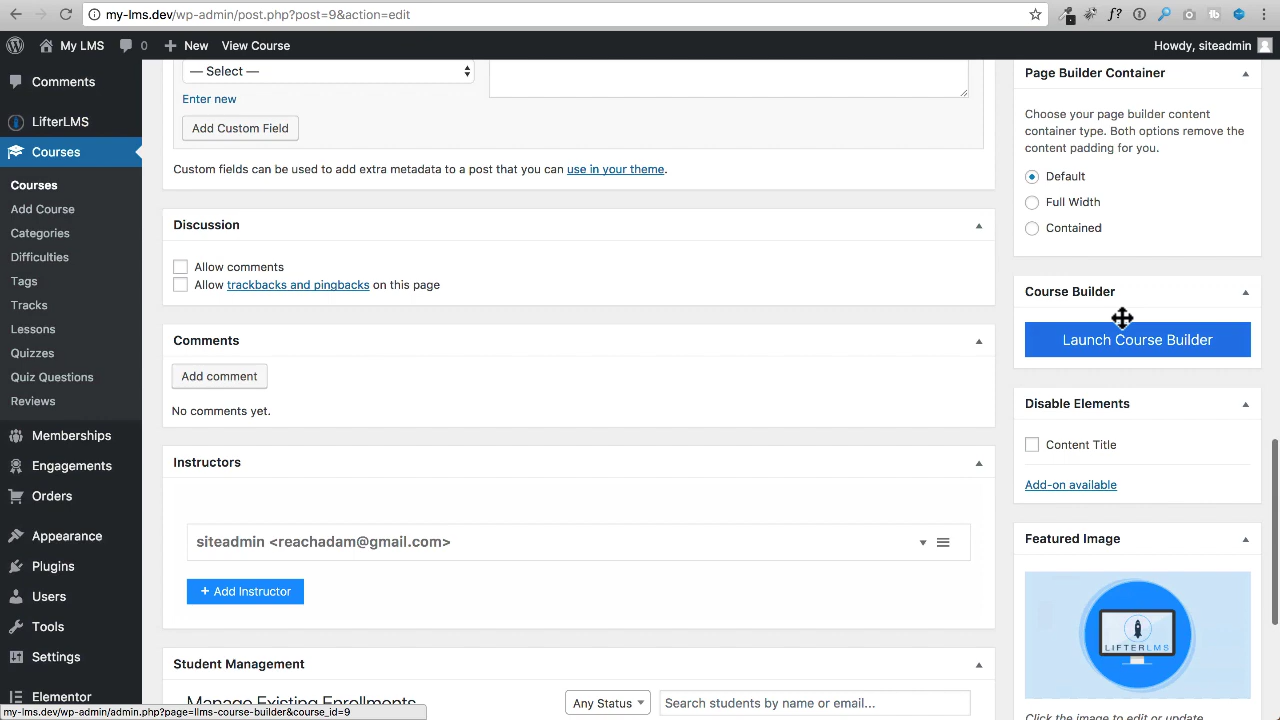 my-lms.dev/wp-admin/post.php?post=9&action=edit
My LMS
0
New
View Course
Howdy, siteadmin
Comments
LifterLMS
Courses
Courses
Add Course
Categories
Difficulties
Tags
Tracks
Lessons
Quizzes
Quiz Questions
Reviews
Memberships
Engagements
Orders
Appearance
Plugins
Users
Tools
Settings
Elementor
— Select —
Enter new
Add Custom Field
Custom fields can be used to add extra metadata to a post that you can use in your theme.
Discussion
Allow comments
Allow trackbacks and pingbacks on this page
Comments
Add comment
No comments yet.
Instructors
siteadmin <reachadam@gmail.com>
+ Add Instructor
Student Management
Manage Existing Enrollments
Any Status
Search students by name or email...
Page Builder Container
Choose your page builder content
container type. Both options remove the
content padding for you.
Default
Full Width
Contained
Course Builder
Launch Course Builder
Disable Elements
Content Title
Add-on available
Featured Image
LIFTERLMS
Click the image to edit or update
my-lms.dev/wp-admin/admin.php?page=llms-course-builder&course_id=9